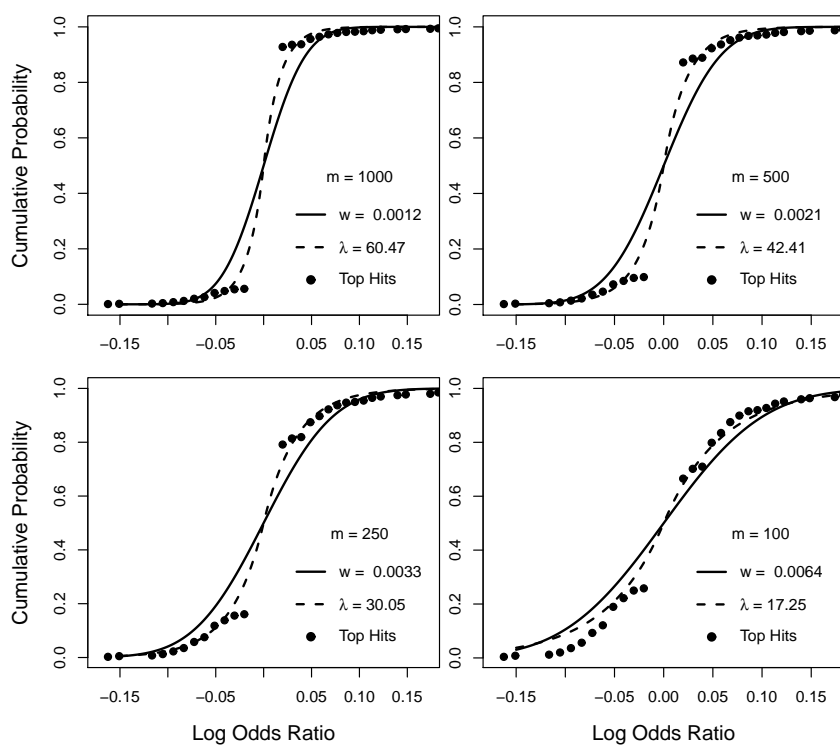 Cumulative Probability
0.0 0.2 0.4 0.6 0.8 1.0
m = 1000
w = 0.0012
λ = 60.47
Top Hits
−0.15 −0.05 0.05 0.10 0.15
0.0 0.2 0.4 0.6 0.8 1.0
m = 500
w = 0.0021
λ = 42.41
Top Hits
−0.15 −0.05 0.00 0.05 0.10 0.15
Cumulative Probability
0.0 0.2 0.4 0.6 0.8 1.0
m = 250
w = 0.0033
λ = 30.05
Top Hits
−0.15 −0.05 0.05 0.10 0.15
Log Odds Ratio
0.0 0.2 0.4 0.6 0.8 1.0
m = 100
w = 0.0064
λ = 17.25
Top Hits
−0.15 −0.05 0.00 0.05 0.10 0.15
Log Odds Ratio